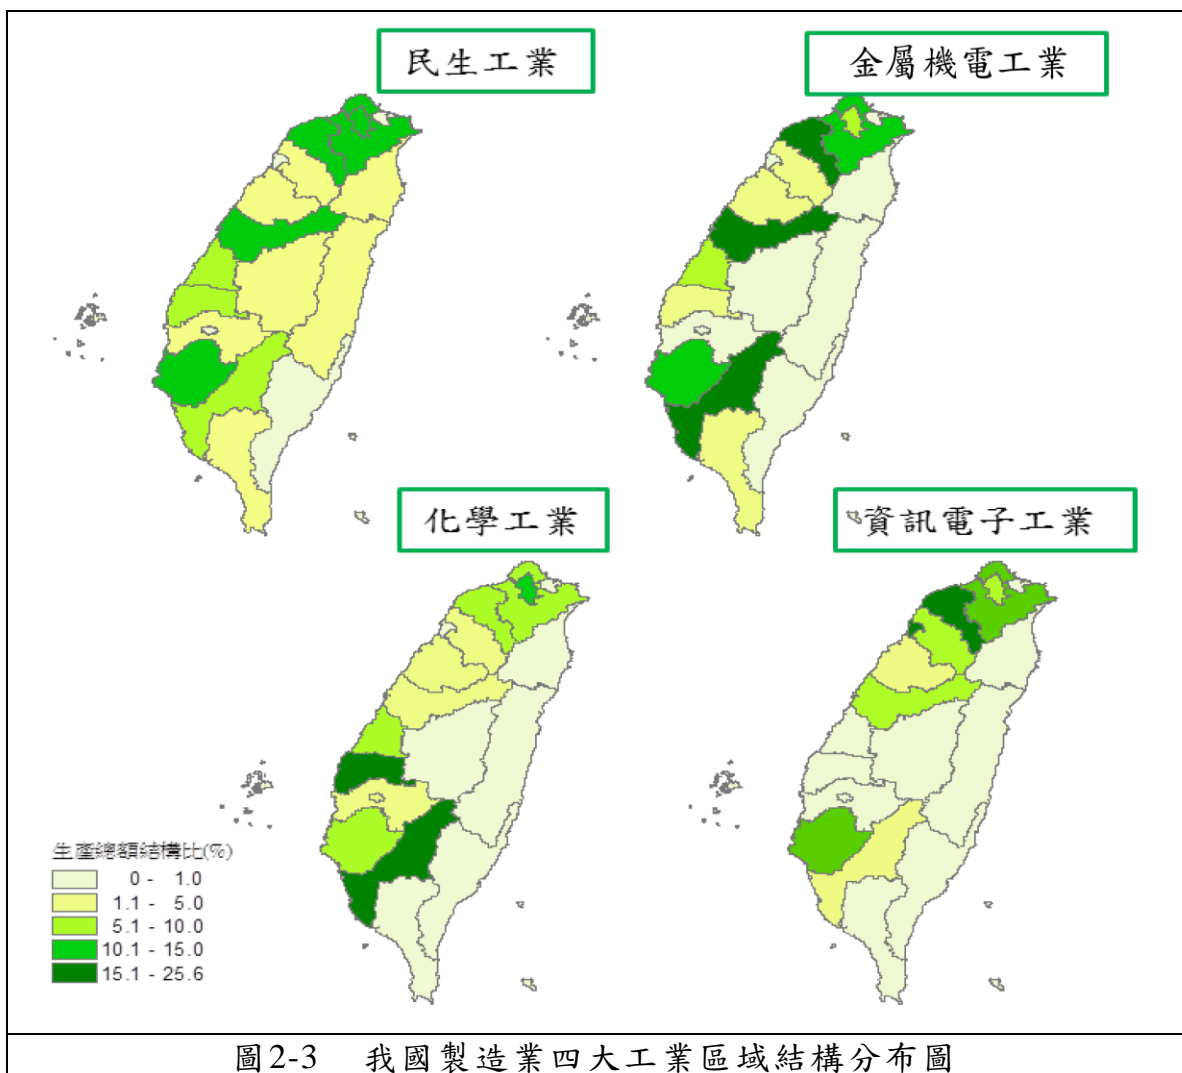 民生工業
金屬機電工業
化學工業
資訊電子工業
生產總額結構比(%)
0 - 1.0
1.1 - 5.0
5.1 - 10.0
10.1 - 15.0
15.1 - 25.6
圖2-3 我國製造業四大工業區域結構分布圖